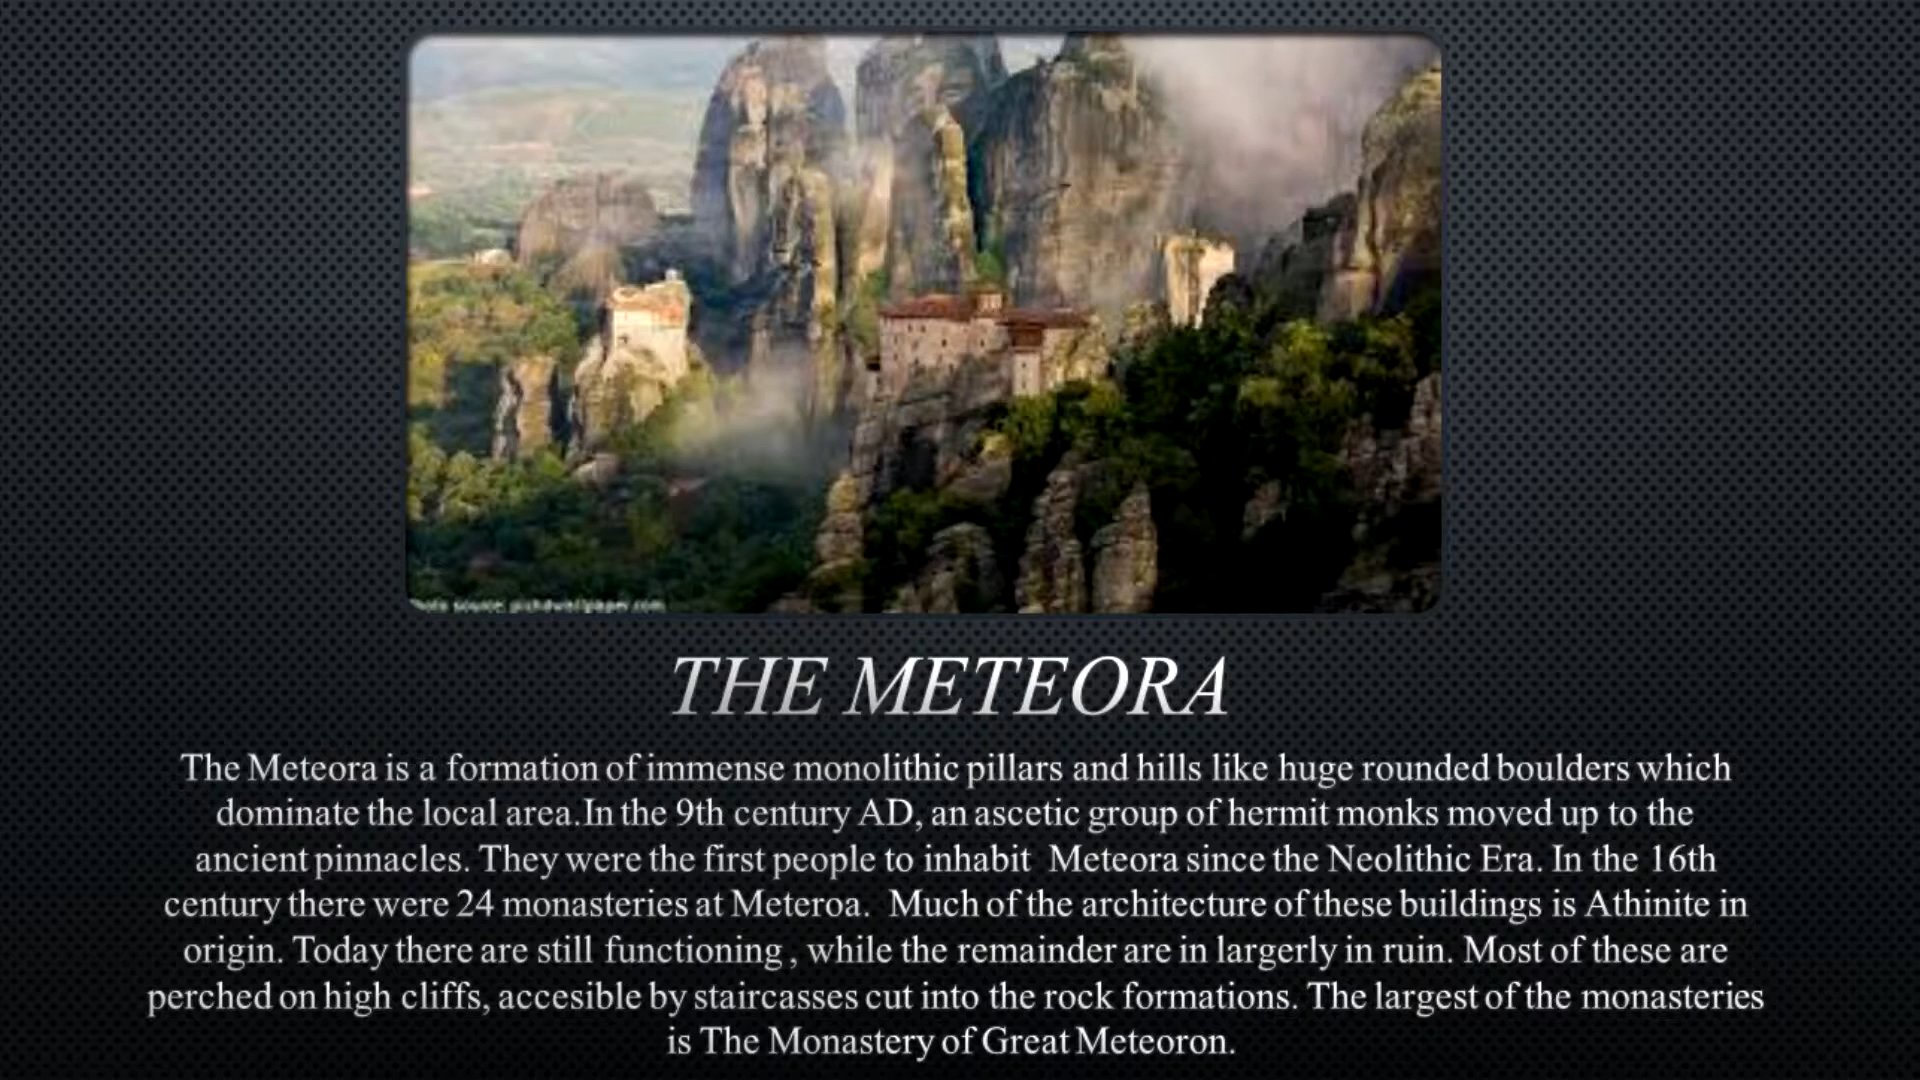 Photo source: pichdwallpaper.com
THE METEORA
The Meteora is a formation of immense monolithic pillars and hills like huge rounded boulders which
dominate the local area.In the 9th century AD, an ascetic group of hermit monks moved up to the
ancient pinnacles. They were the first people to inhabit  Meteora since the Neolithic Era. In the 16th
century there were 24 monasteries at Meteroa.  Much of the architecture of these buildings is Athinite in
origin. Today there are still functioning , while the remainder are in largerly in ruin. Most of these are
perched on high cliffs, accesible by staircasses cut into the rock formations. The largest of the monasteries
is The Monastery of Great Meteoron.